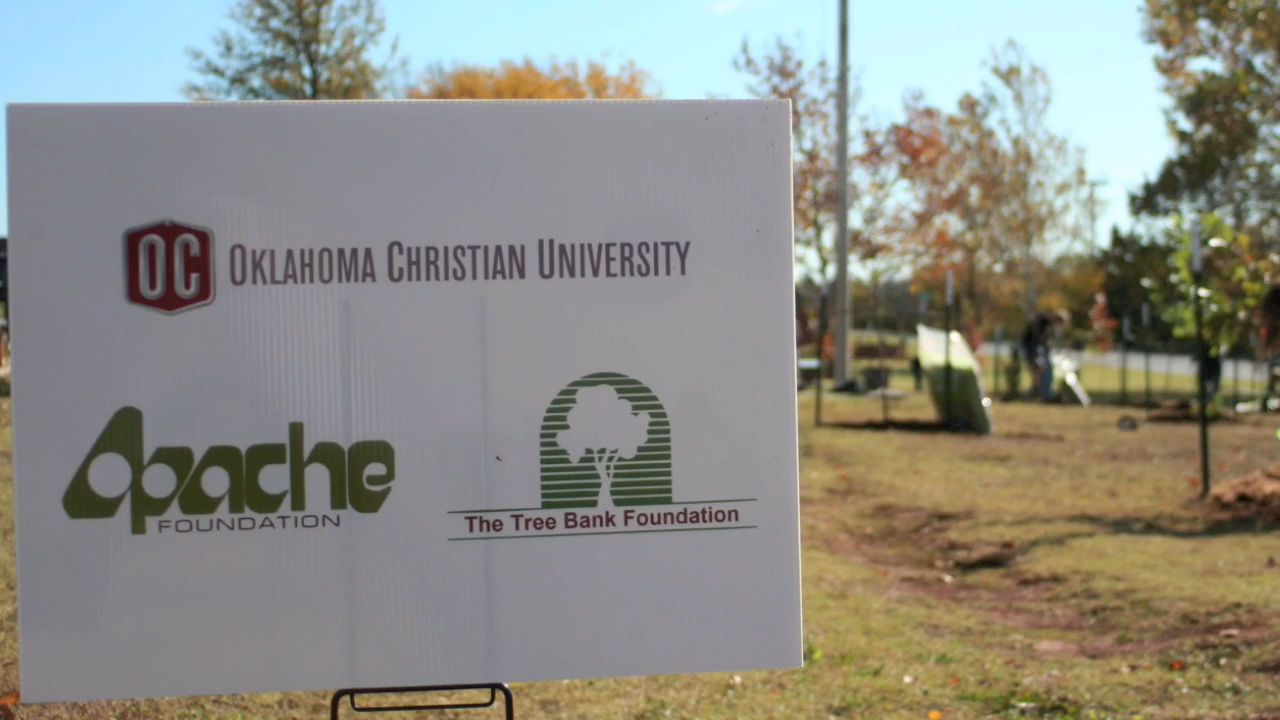 OC OKLAHOMA CHRISTIAN UNIVERSITY
Apache
FOUNDATION
The Tree Bank Foundation